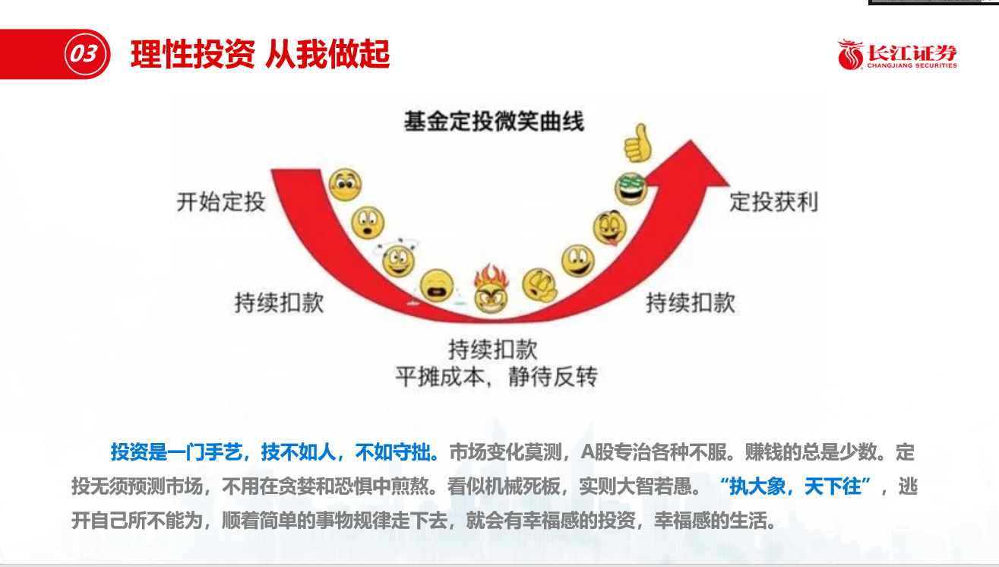 03
理性投资 从我做起
长江证券
CHANGJIANG SECURITIES
基金定投微笑曲线
开始定投
定投获利
持续扣款
持续扣款
持续扣款
平摊成本，静待反转
投资是一门手艺，技不如人，不如守拙。市场变化莫测，A股专治各种不服。赚钱的总是少数。定
投无须预测市场，不用在贪婪和恐惧中煎熬。看似机械死板，实则大智若愚。“执大象，天下往”，逃
开自己所不能为，顺着简单的事物规律走下去，就会有幸福感的投资，幸福感的生活。